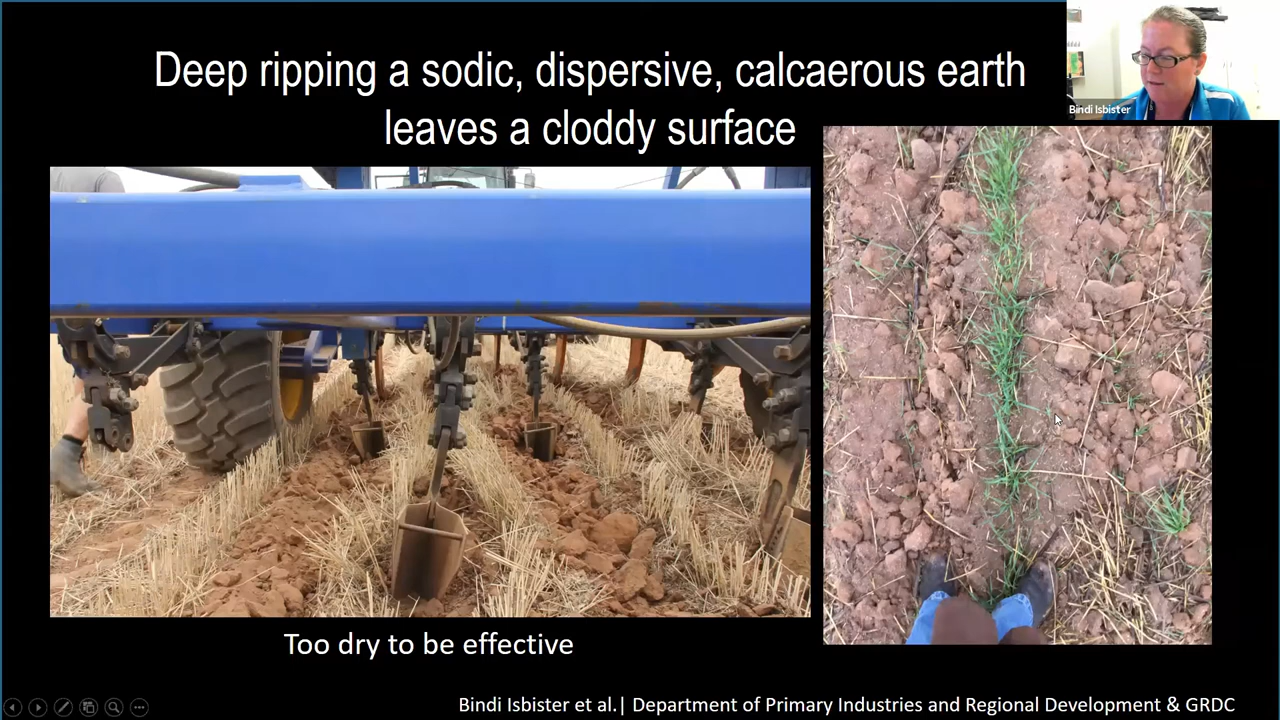 Deep ripping a sodic, dispersive, calcaerous earth
leaves a cloddy surface
Bindi Isbister
Too dry to be effective
Bindi Isbister et al.| Department of Primary Industries and Regional Development & GRDC